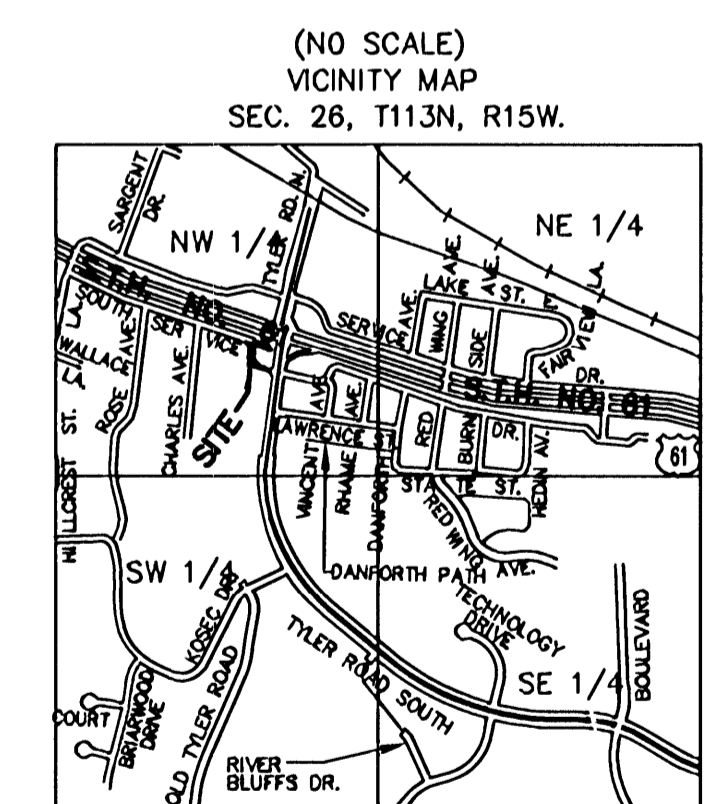 (NO SCALE)
VICINITY MAP
SEC. 26, T113N, R15W.
SARGENT
DR.
NW 1/4
TYLER RD. N.
NE 1/4
AVE.
AVE.
LA.
LAKE ST.
FAIRVIEW
AVE.
WING
SIDE
SERVICE
DR.
SOUTH
SERVICE
T.H. NO. 61
61
LA.
WALLACE
LA.
ROSE AVE.
CHARLES AVE.
SITE
AVE.
AVE.
LAWRENCE ST.
VINCENT
RHAME
DANFORTH
RED
BURN
DR.
HEDIN AV.
STATE ST.
RED WING AVE.
HILLCREST ST.
SW 1/4
DANFORTH PATH
KOSEC DR.
TECHNOLOGY
DRIVE
BOULEVARD
TYLER ROAD SOUTH
SE 1/4
COURT
BRIARWOOD
DRIVE
OLD TYLER ROAD
RIVER
BLUFFS DR.